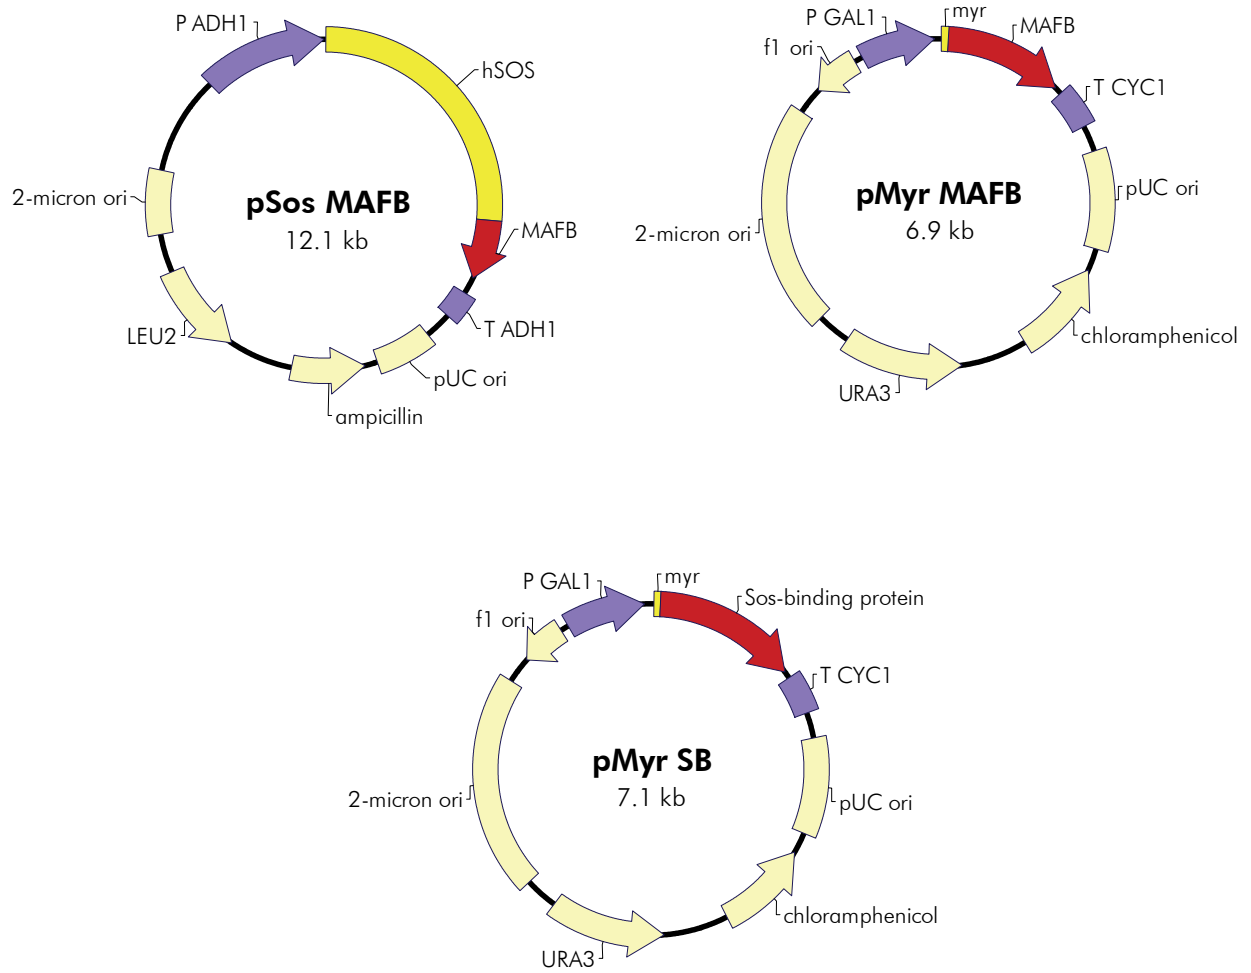 P ADH1
hSOS
2-micron ori
pSos MAFB
12.1 kb
MAFB
LEU2
T ADH1
pUC ori
ampicillin
P GAL1
myr
MAFB
f1 ori
T CYC1
pMyr MAFB
6.9 kb
pUC ori
2-micron ori
chloramphenicol
URA3
P GAL1
myr
Sos-binding protein
f1 ori
T CYC1
pMyr SB
7.1 kb
2-micron ori
pUC ori
chloramphenicol
URA3